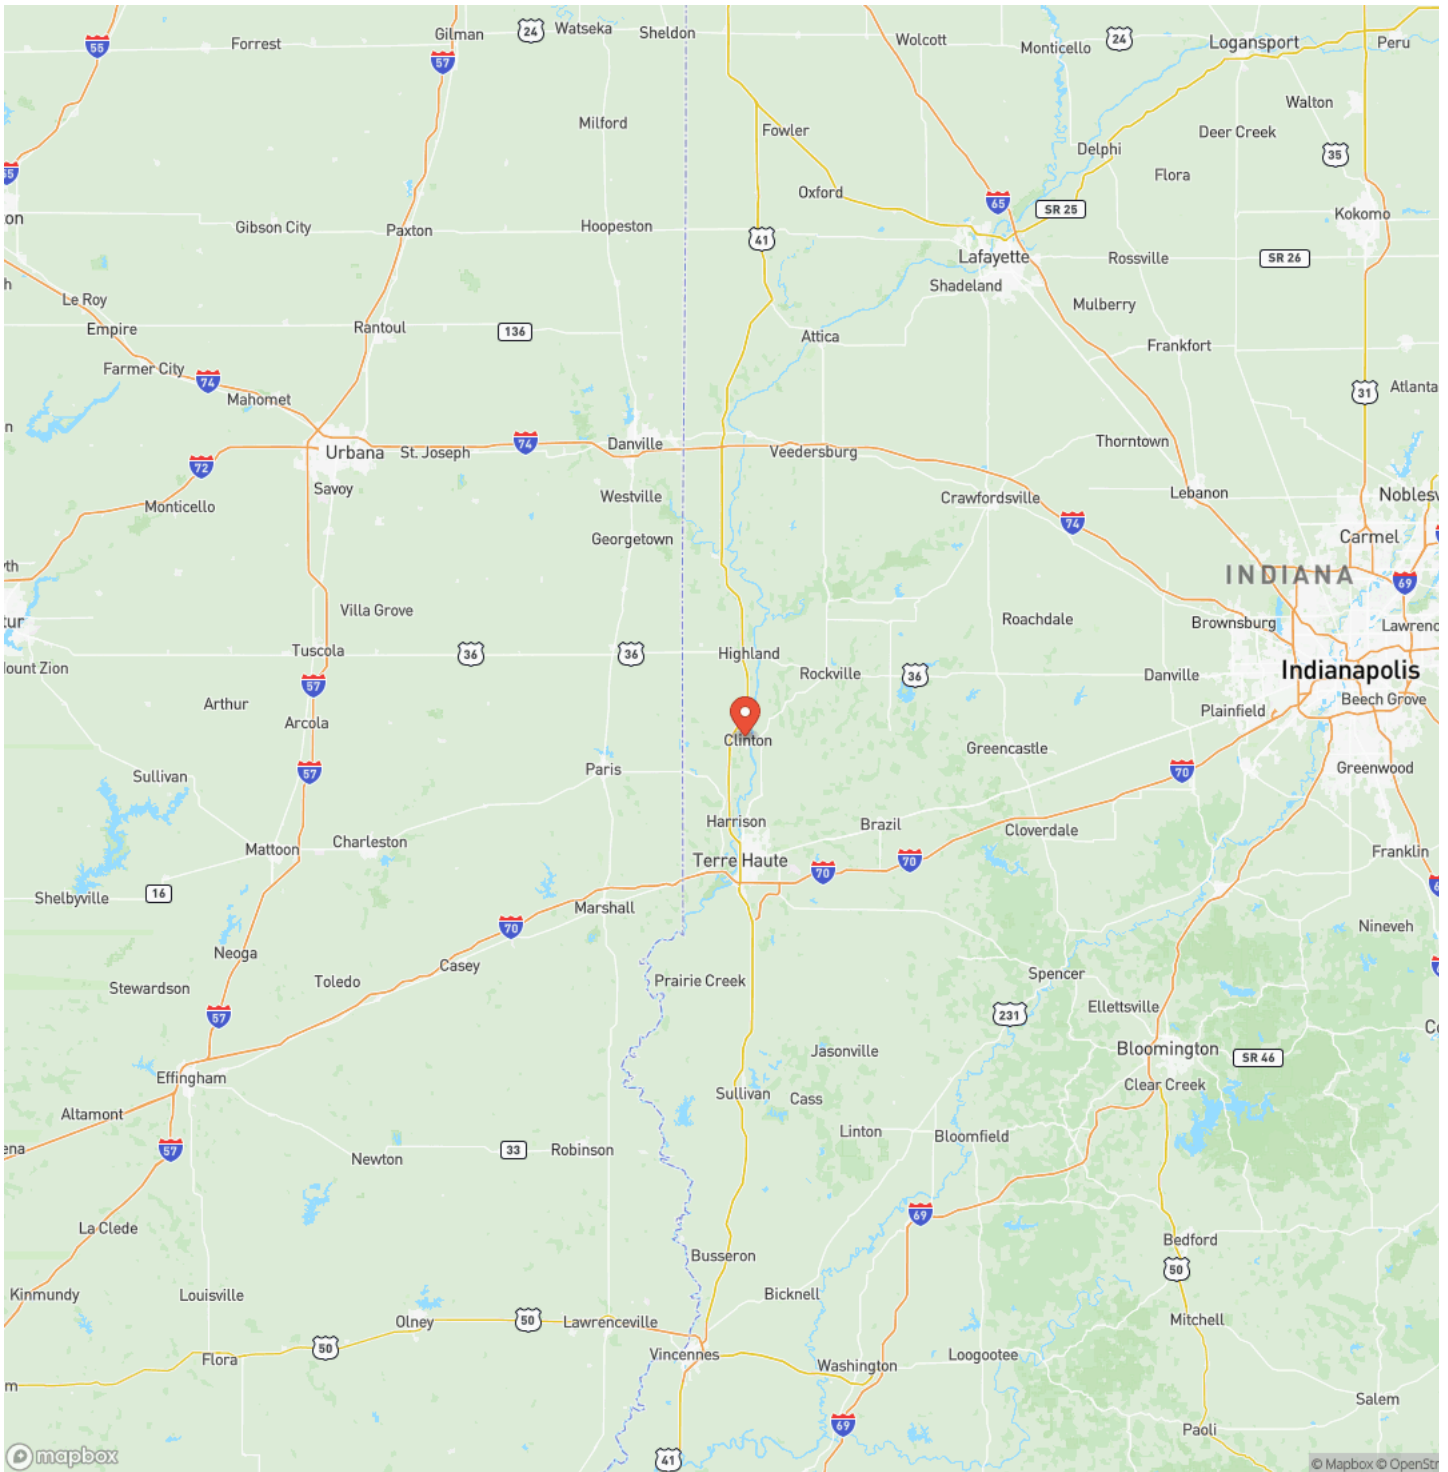 55
Forrest
Gilman
57
24
Watseka
Sheldon
Wolcott
Monticello
24
Logansport
Peru
Walton
Milford
Fowler
Deer Creek
Delphi
35
55
Flora
Oxford
65
SR 25
Kokomo
on
Gibson City
Paxton
Hoopeston
41
Lafayette
Rossville
SR 26
h
Shadeland
Le Roy
Mulberry
Empire
Rantoul
136
Attica
Frankfort
Farmer City
74
Mahomet
31
Atlanta
n
Urbana
St. Joseph
74
Danville
Veedersburg
Thorntown
72
Savoy
Westville
Crawfordsville
Lebanon
Noblesv
Monticello
74
Georgetown
Carmel
yth
INDIANA
69
Villa Grove
Roachdale
Brownsburg
Lawrenc
tur
Tuscola
36
36
Highland
Rockville
36
Danville
Indianapolis
Mount Zion
57
Arthur
Arcola
Beech Grove
Plainfield
Clinton
Greencastle
Sullivan
57
Paris
70
Greenwood
Harrison
Brazil
Cloverdale
Mattoon
Charleston
Terre Haute
70
70
Franklin
Shelbyville
16
Marshall
70
Nineveh
Neoga
Casey
Toledo
Prairie Creek
Spencer
Stewardson
57
231
Ellettsville
Co
Jasonville
Bloomington
SR 46
Effingham
Clear Creek
Sullivan
Cass
Altamont
Linton
Bloomfield
ena
57
Newton
33
Robinson
69
La Clede
Bedford
Busseron
50
Kinmundy
Louisville
Bicknell
Olney
50
Lawrenceville
Mitchell
Flora
50
Vincennes
Washington
Loogootee
m
Salem
69
Paoli
mapbox
41
© Mapbox © OpenStr